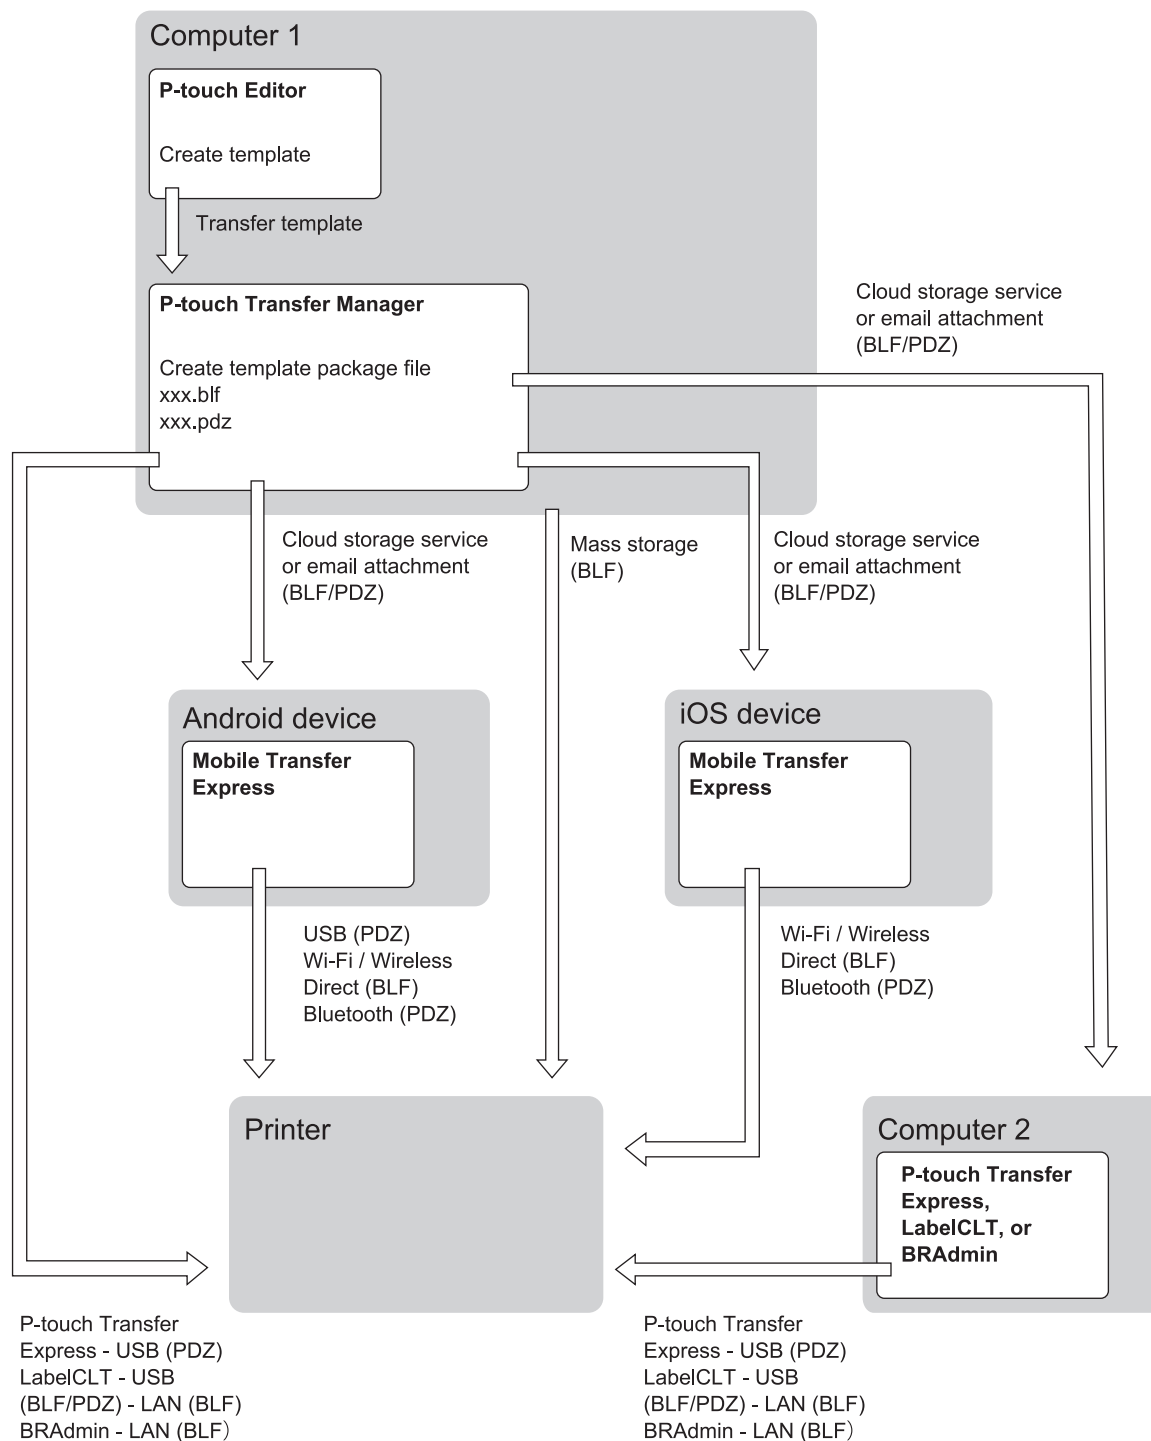 Computer 1
P-touch Editor
Create template
Transfer template
P-touch Transfer Manager
Create template package file
xxx.blf
xxx.pdz
Cloud storage service
or email attachment
(BLF/PDZ)
Cloud storage service
or email attachment
(BLF/PDZ)
Mass storage
(BLF)
Cloud storage service
or email attachment
(BLF/PDZ)
Android device
Mobile Transfer
Express
iOS device
Mobile Transfer
Express
USB (PDZ)
Wi-Fi / Wireless
Direct (BLF)
Bluetooth (PDZ)
Wi-Fi / Wireless
Direct (BLF)
Bluetooth (PDZ)
Printer
Computer 2
P-touch Transfer
Express,
LabelCLT, or
BRAdmin
P-touch Transfer
Express - USB (PDZ)
LabelCLT - USB
(BLF/PDZ) - LAN (BLF)
BRAdmin - LAN (BLF)
P-touch Transfer
Express - USB (PDZ)
LabelCLT - USB
(BLF/PDZ) - LAN (BLF)
BRAdmin - LAN (BLF)